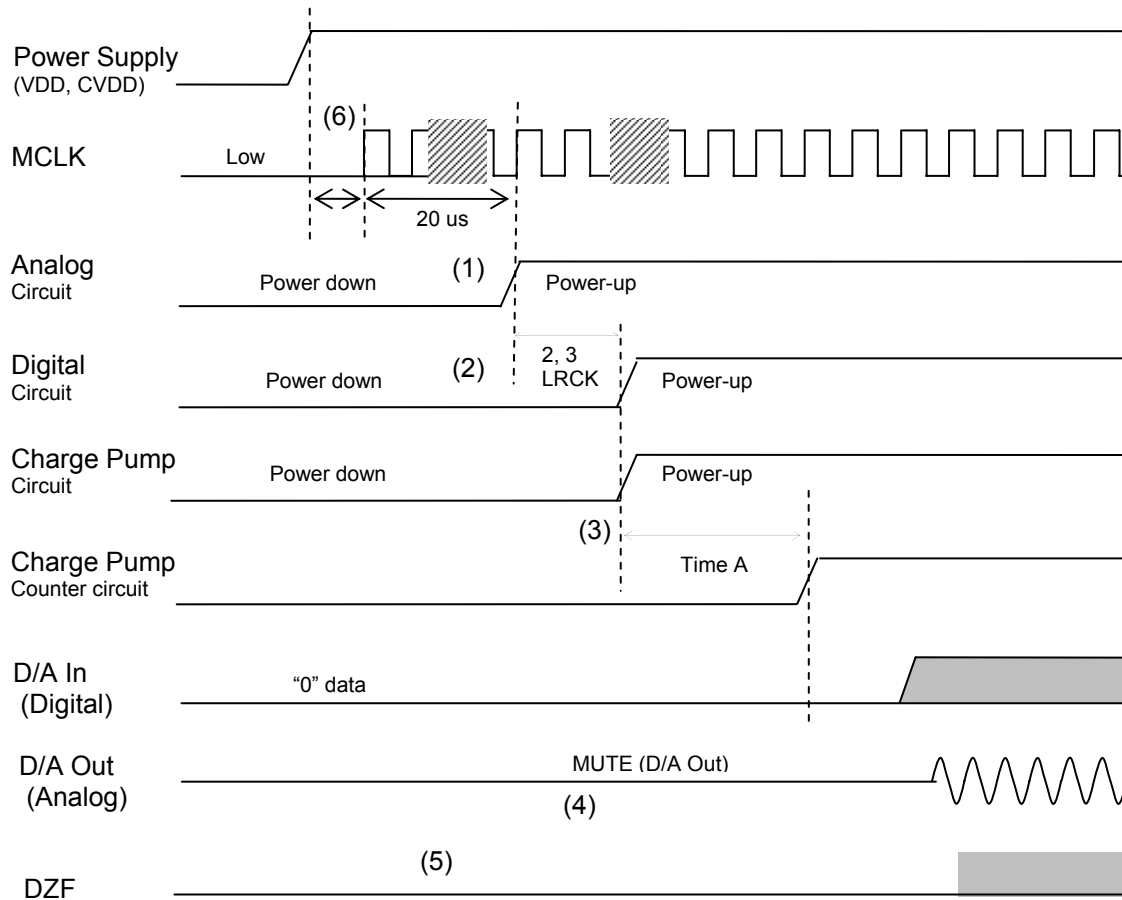 Power Supply
(VDD, CVDD)
(6)
MCLK
Low
20 us
Analog
Circuit
Power down
(1)
Power-up
Digital
Circuit
Power down
(2)
2, 3
LRCK
Power-up
Charge Pump
Circuit
Power down
Power-up
(3)
Charge Pump
Counter circuit
Time A
D/A In
(Digital)
“0” data
D/A Out
(Analog)
MUTE (D/A Out)
(4)
(5)
DZF